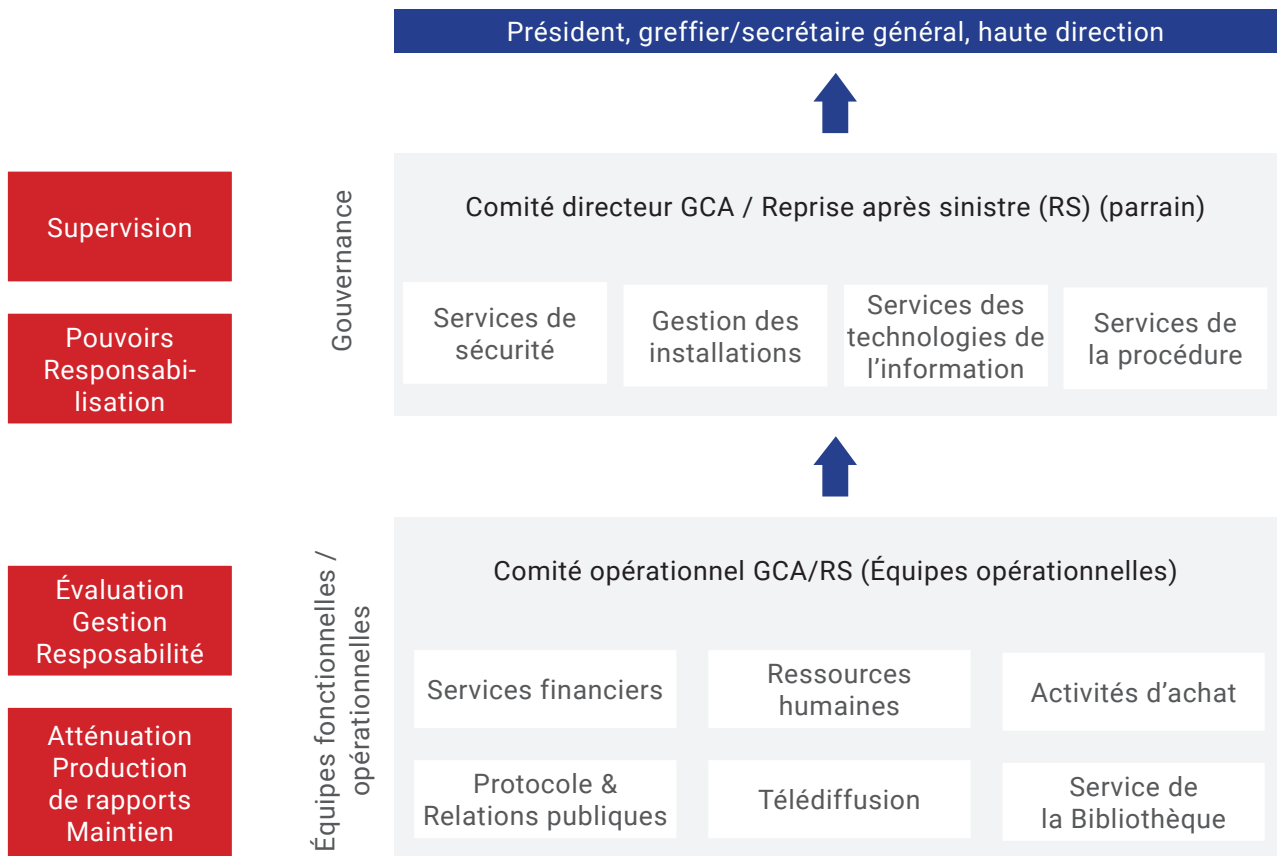 Président, greffier/secrétaire général, haute direction
Supervision
Pouvoirs
Responsabi-
lisation
Gouvernance
Comité directeur GCA / Reprise après sinistre (RS) (parrain)
Services de
sécurité
Gestion des
installations
Services des
technologies de
l’information
Services de
la procédure
Évaluation
Gestion
Resposabilité
Atténuation
Production
de rapports
Maintien
Équipes fonctionnelles /
opérationnelles
Comité opérationnel GCA/RS (Équipes opérationnelles)
Services financiers
Ressources
humaines
Activités d’achat
Protocole &
Relations publiques
Télédiffusion
Service de
la Bibliothèque